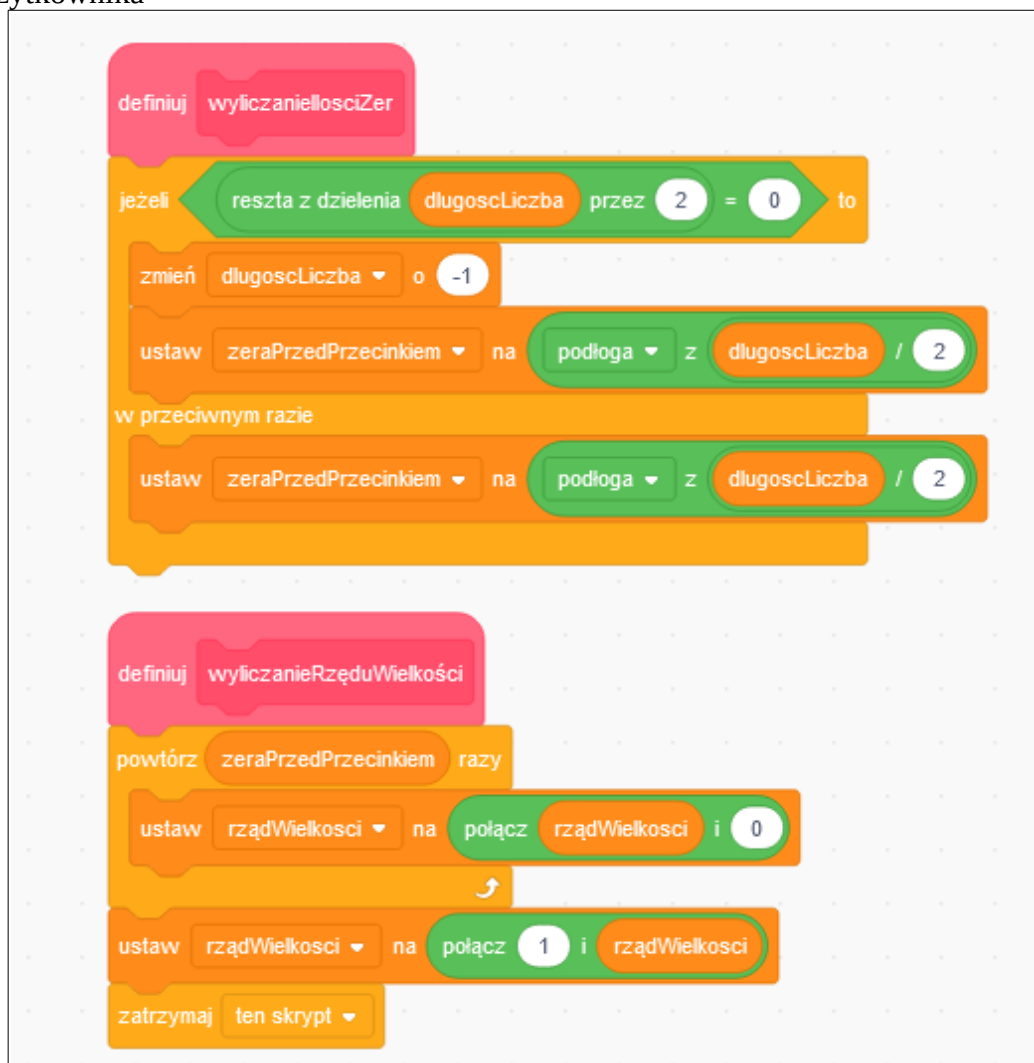 definiuj wyliczanieIlosciZer
jeżeli reszta z dzielenia dlugoscLiczba przez 2 = 0 to
zmień dlugoscLiczba o -1
ustaw zeraPrzedPrzecinkiem na podłoga z dlugoscLiczba / 2
w przeciwnym razie
ustaw zeraPrzedPrzecinkiem na podłoga z dlugoscLiczba / 2
definiuj wyliczanieRzęduWielkości
powtórz zeraPrzedPrzecinkiem razy
ustaw rządWielkosci na połącz rządWielkosci i 0
ustaw rządWielkosci na połącz 1 i rządWielkosci
zatrzymaj ten skrypt